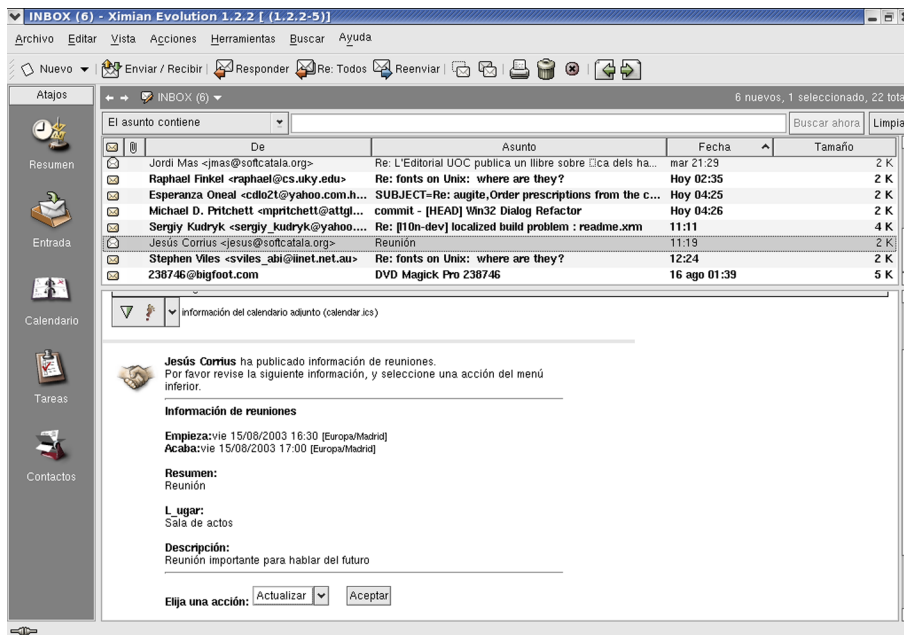 INBOX (6) - Ximian Evolution 1.2.2 [ (1.2.2-5)]
Archivo Editar Vista Acciones Herramientas Buscar Ayuda
Nuevo Enviar / Recibir Responder Re: Todos Reenviar
Atajos
INBOX (6) 6 nuevos, 1 seleccionado, 22 tota
El asunto contiene Buscar ahora Limpia
De Asunto Fecha Tamaño
Jordi Mas <jmas@softcatala.org> Re: L'Editorial UOC publica un llibre sobre □ca dels ha... mar 21:29 2 K
Raphael Finkel <raphael@cs.uky.edu> Re: fonts on Unix: where are they? Hoy 02:35 2 K
Esperanza Oneal <cdlo2t@yahoo.com.h... SUBJECT=Re: augite,Order prescriptions from the c... Hoy 04:25 2 K
Michael D. Pritchett <mpritchett@attgl... commit - [HEAD] Win32 Dialog Refactor Hoy 04:26 2 K
Sergiy Kudryk <sergiy_kudryk@yahoo.... Re: [l10n-dev] localized build problem : readme.xrm 11:11 4 K
Jesús Corrius <jesus@softcatala.org> Reunión 11:19 2 K
Stephen Viles <sviles_abi@iinet.net.au> Re: fonts on Unix: where are they? 12:24 2 K
238746@bigfoot.com DVD Magick Pro 238746 16 ago 01:39 5 K
Resumen
Entrada
Calendario
Tareas
Contactos
información del calendario adjunto (calendar.ics)
Jesús Corrius ha publicado información de reuniones.
Por favor revise la siguiente información, y seleccione una acción del menú
inferior.
Información de reuniones
Empieza:vie 15/08/2003 16:30 [Europa/Madrid]
Acaba:vie 15/08/2003 17:00 [Europa/Madrid]
Resumen:
Reunión
L_ugar:
Sala de actos
Descripción:
Reunión importante para hablar del futuro
Elija una acción: Actualizar Aceptar